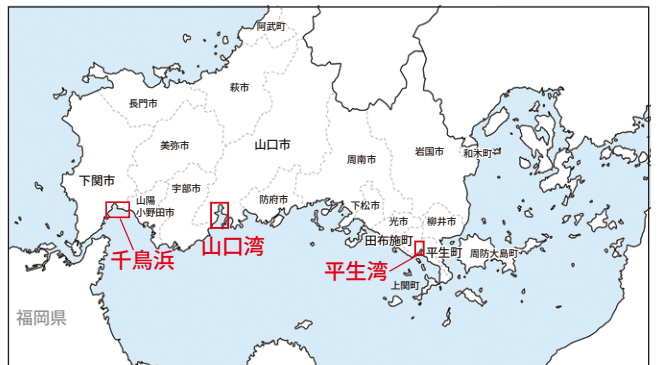 阿武町
萩市
長門市
美祢市
山口市
周南市
岩国市
和木町
下関市
宇部市
山陽
小野田市
防府市
下松市
光市
柳井市
田布施町
平生町
周防大島町
上関町
千鳥浜
山口湾
平生湾
福岡県